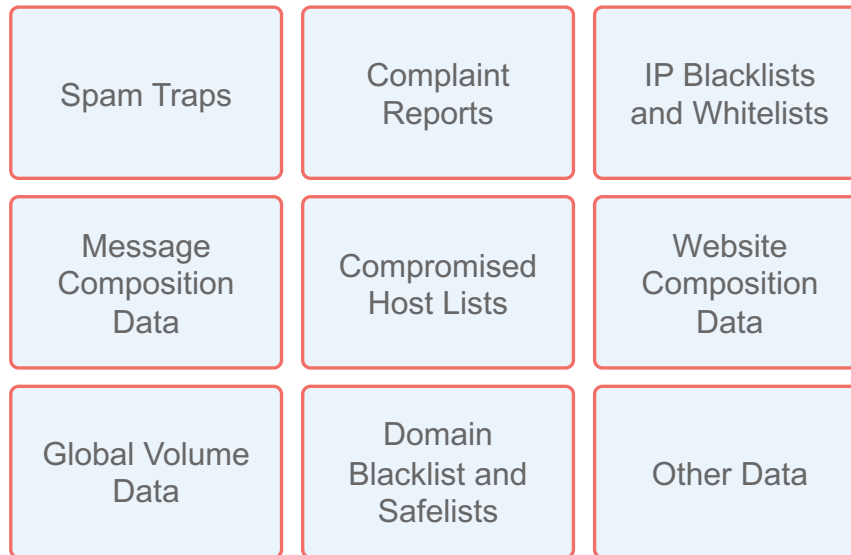 Spam Traps
Complaint
Reports
IP Blacklists
and Whitelists
Message
Composition
Data
Compromised
Host Lists
Website
Composition
Data
Global Volume
Data
Domain
Blacklist and
Safelists
Other Data